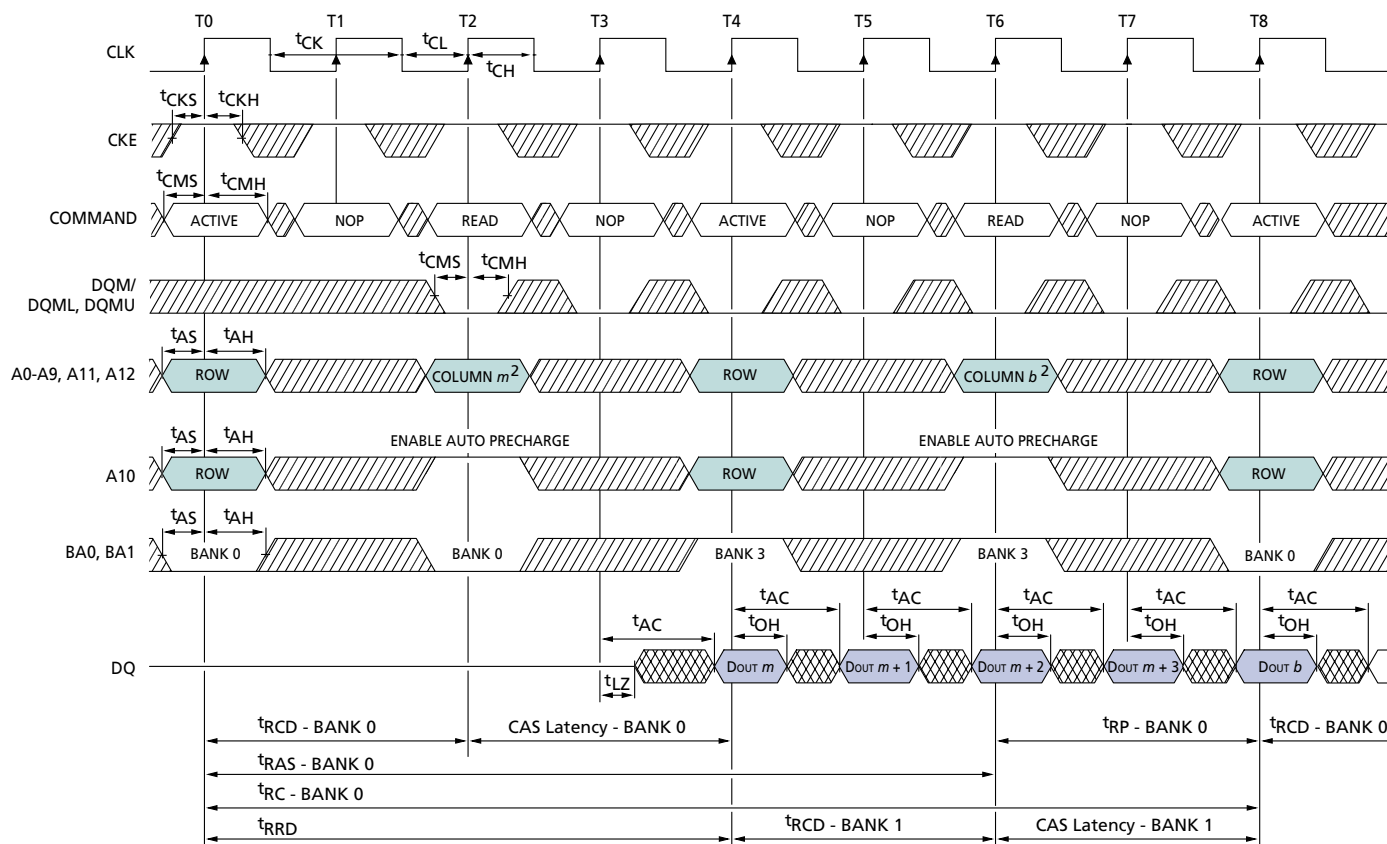 T0 T1 T2 T3 T4 T5 T6 T7 T8
CLK
tCK tCL
tCH
tCKS tCKH
CKE
tCMS tCMH
COMMAND ACTIVE NOP READ NOP ACTIVE NOP READ NOP ACTIVE
tCMS tCMH
DQM/
DQML, DQMU
tAS tAH
A0-A9, A11, A12 ROW COLUMN m2 ROW COLUMN b2 ROW
tAS tAH ENABLE AUTO PRECHARGE ENABLE AUTO PRECHARGE
A10 ROW ROW ROW
tAS tAH
BA0, BA1 BANK 0 BANK 0 BANK 3 BANK 3 BANK 0
tAC tAC tAC tAC tAC
tAC tOH tOH tOH tOH tOH
DQ DOUT m DOUT m + 1 DOUT m + 2 DOUT m + 3 DOUT b
tLZ
tRCD - BANK 0 CAS Latency - BANK 0 tRP - BANK 0 tRCD - BANK 0
tRAS - BANK 0
tRC - BANK 0
tRRD tRCD - BANK 1 CAS Latency - BANK 1